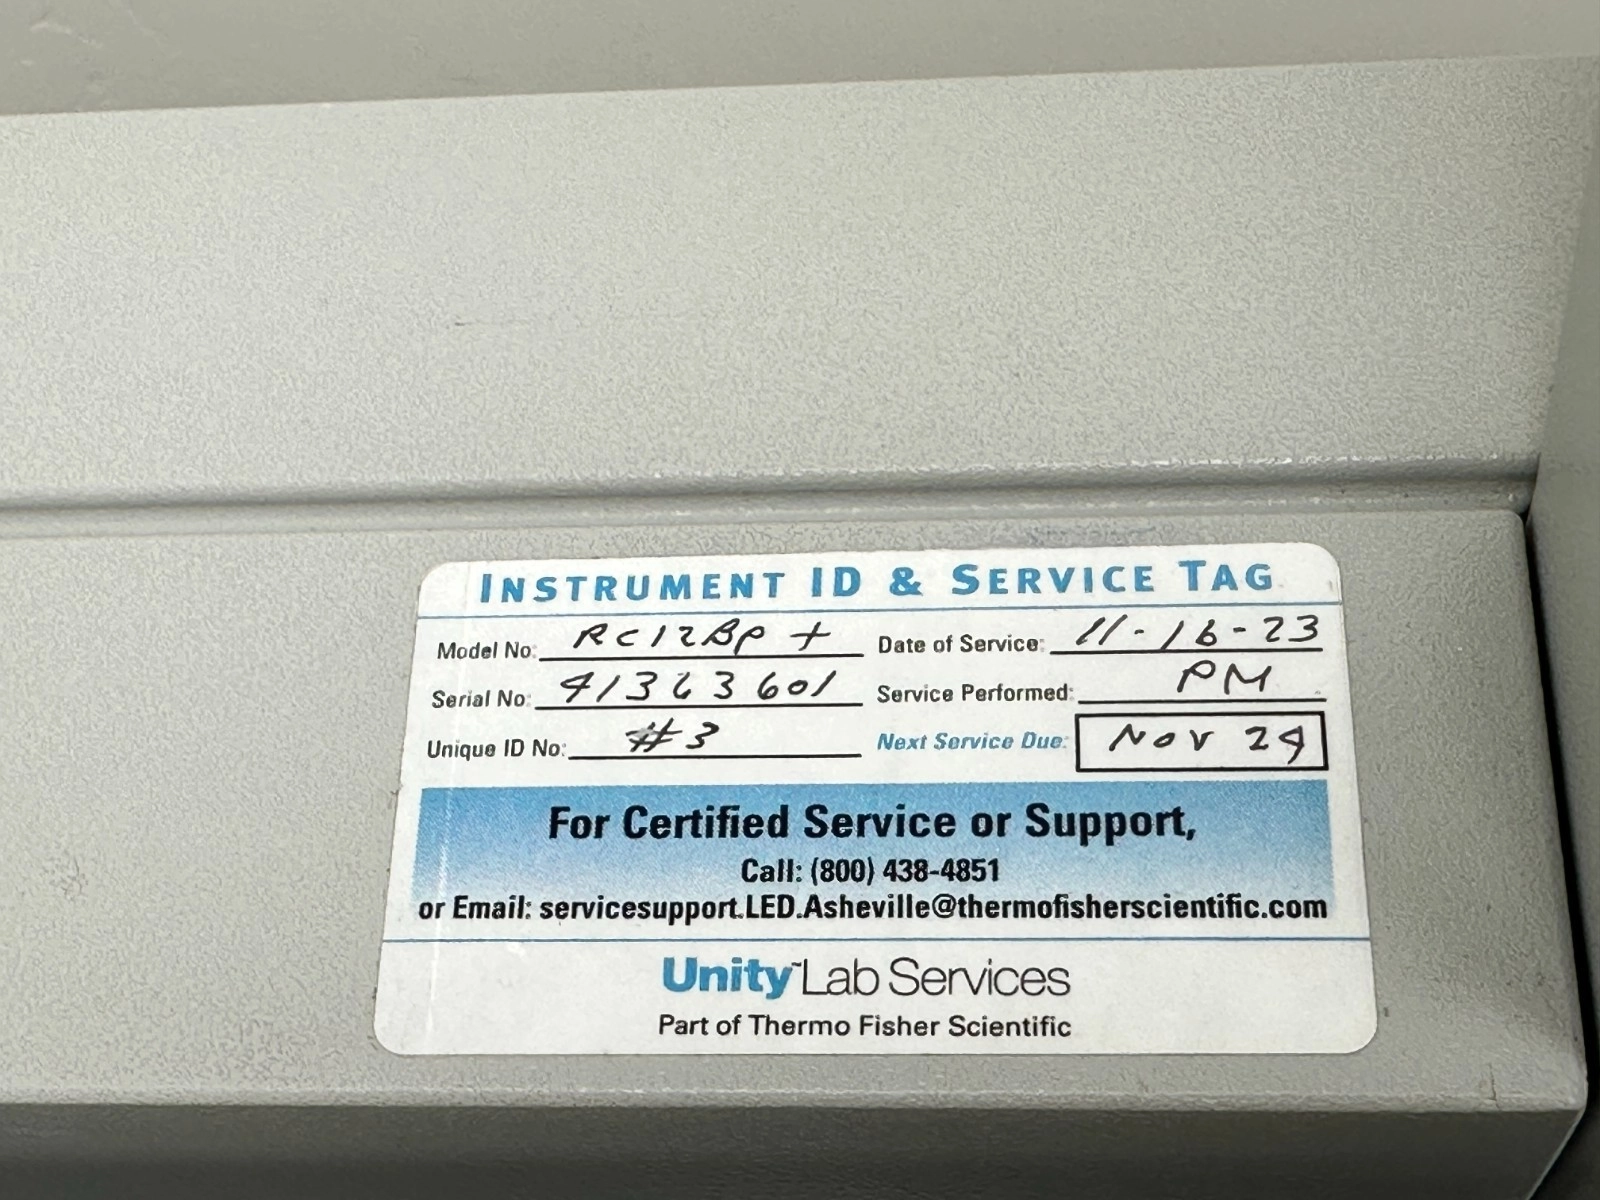 INSTRUMENT ID & SERVICE TAG
Model No: RC12BP + Date of Service: 11-16-23
Serial No: 41363601 Service Performed: PM
Unique ID No: #3 Next Service Due: NOV 24
For Certified Service or Support,
Call: (800) 438-4851
or Email: servicesupport.LED.Asheville@thermofisherscientific.com
Unity™ Lab Services
Part of Thermo Fisher Scientific